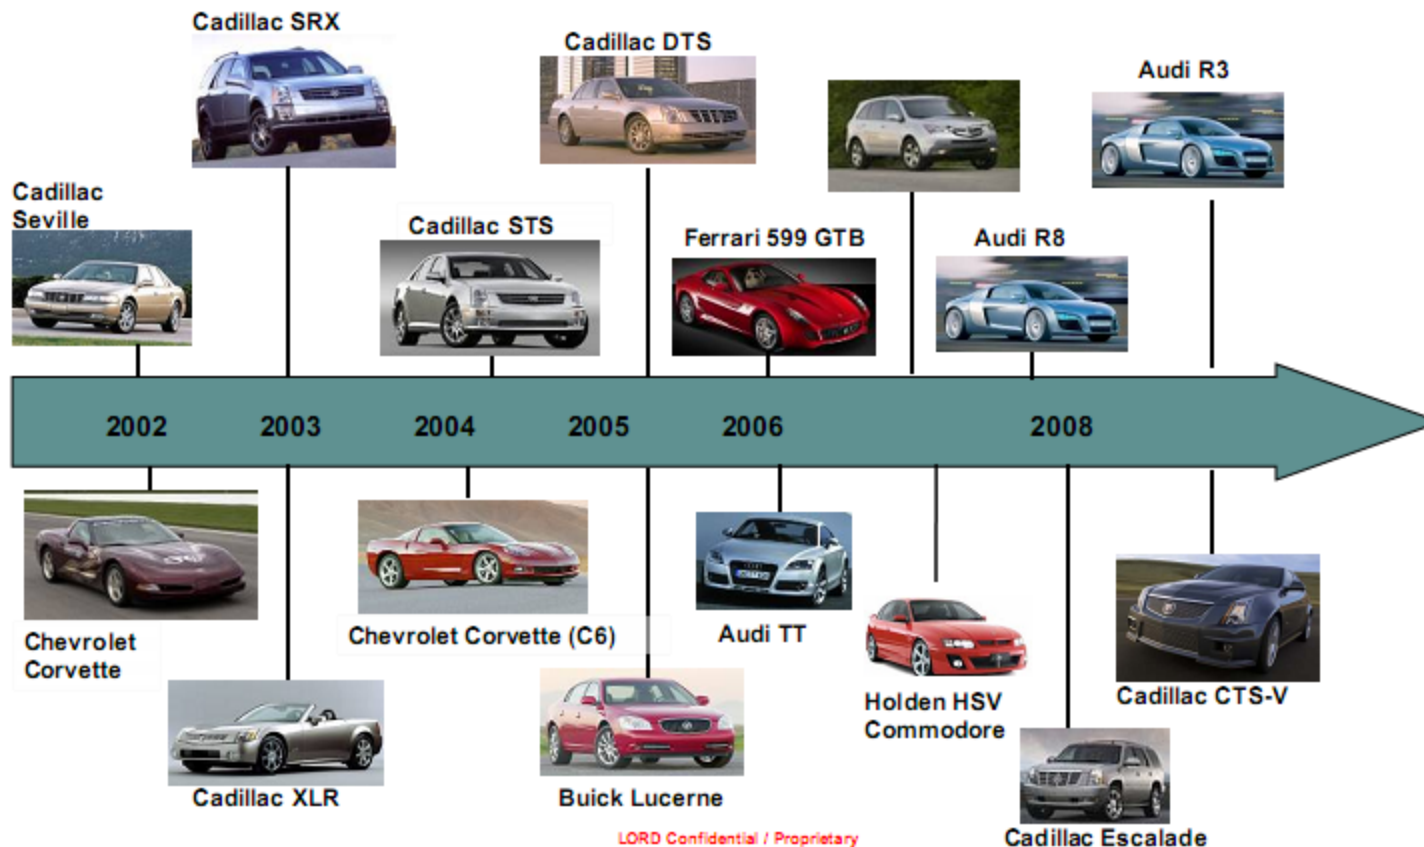 Cadillac SRX
Cadillac DTS
Audi R3
Cadillac
Seville
Cadillac STS
Ferrari 599 GTB
Audi R8
2002
2003
2004
2005
2006
2008
Chevrolet
Corvette
Chevrolet Corvette (C6)
Audi TT
Holden HSV
Commodore
Cadillac CTS-V
Cadillac XLR
Buick Lucerne
Cadillac Escalade
LORD Confidential / Proprietary